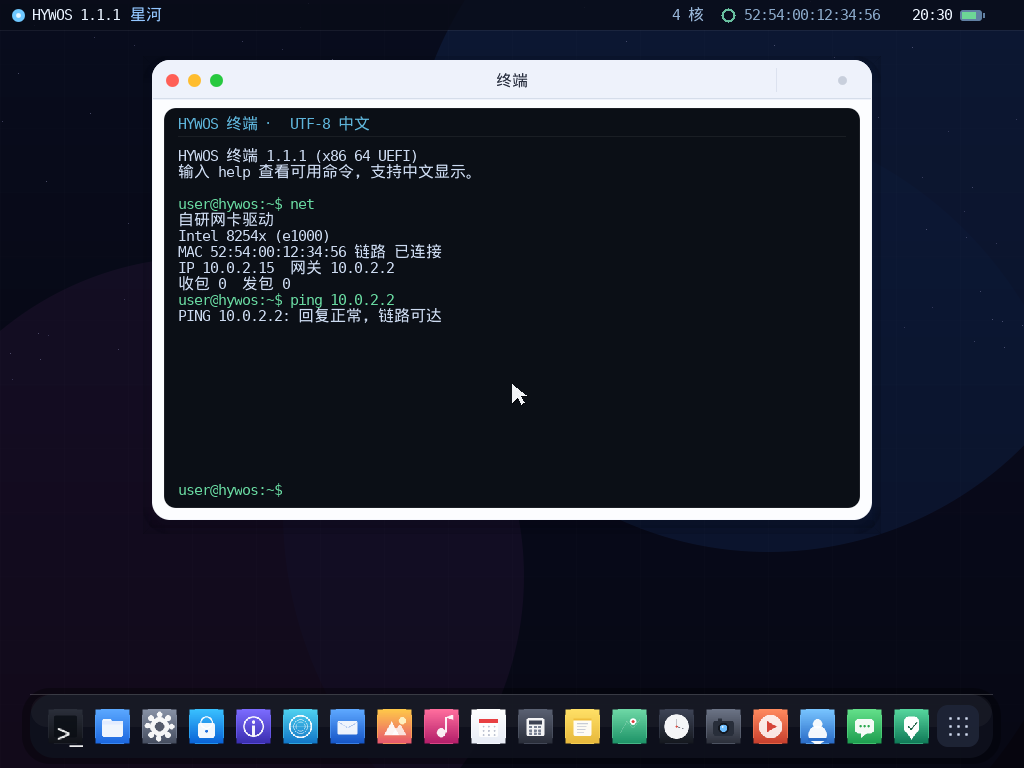 HYWOS 1.1.1 星河
4 核 52:54:00:12:34:56 20:30
终端
HYWOS 终端 · UTF-8 中文
HYWOS 终端 1.1.1 (x86 64 UEFI)
输入 help 查看可用命令, 支持中文显示。
user@hywos:~$ net
自研网卡驱动
Intel 8254x (e1000)
MAC 52:54:00:12:34:56 链路 已连接
IP 10.0.2.15 网关 10.0.2.2
收包 0 发包 0
user@hywos:~$ ping 10.0.2.2
PING 10.0.2.2: 回复正常, 链路可达
user@hywos:~$
>_